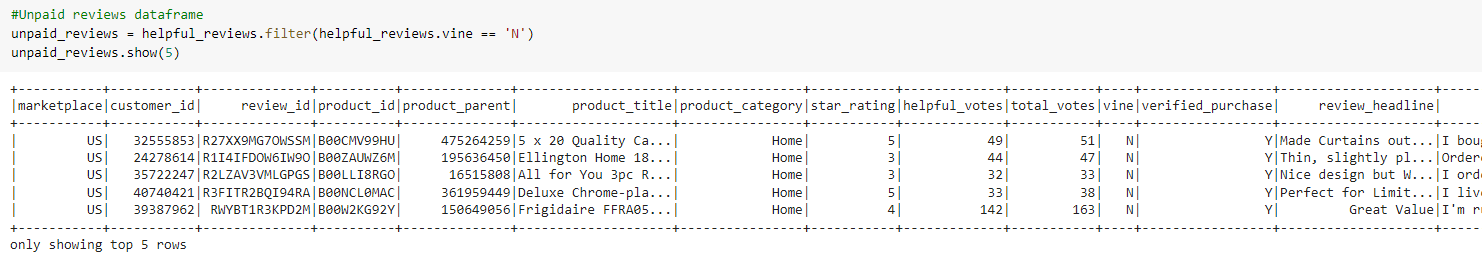 #Unpaid reviews dataframe
unpaid_reviews = helpful_reviews.filter(helpful_reviews.vine == 'N')
unpaid_reviews.show(5)
+-----------+-----------+--------------+----------+--------------+--------------------+----------------+-----------+-------------+-----------+----+-----------------+--------------------+-----
|marketplace|customer_id|     review_id|product_id|product_parent|       product_title|product_category|star_rating|helpful_votes|total_votes|vine|verified_purchase|     review_headline|
+-----------+-----------+--------------+----------+--------------+--------------------+----------------+-----------+-------------+-----------+----+-----------------+--------------------+-----
|         US|   32555853|R27XX9MG7OWSSM|B00CMV99HU|     475264259|5 x 20 Quality Ca...|            Home|          5|           49|         51|   N|                Y|Made Curtains out...|I boug
|         US|   24278614|R1I4IFDOW6IW9O|B00ZAUWZ6M|     195636450|Ellington Home 18...|            Home|          3|           44|         47|   N|                Y|Thin, slightly pl...|Ordere
|         US|   35722247|R2LZAV3VMLGPGS|B00LLI8RGO|      16515808|All for You 3pc R...|            Home|          3|           32|         33|   N|                Y|Nice design but W...|I orde
|         US|   40740421|R3FITR2BQI94RA|B00NCL0MAC|     361959449|Deluxe Chrome-pla...|            Home|          5|           33|         38|   N|                Y|Perfect for Limit...|I live
|         US|   39387962| RWYBT1R3KPD2M|B00W2KG92Y|     150649056|Frigidaire FFRA05...|            Home|          4|          142|        163|   N|                Y|         Great Value|I'm ru
+-----------+-----------+--------------+----------+--------------+--------------------+----------------+-----------+-------------+-----------+----+-----------------+--------------------+-----
only showing top 5 rows